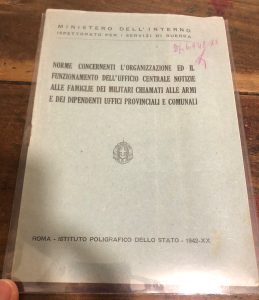 MINISTERO DELL'INTERNO
ISPETTORATO PER I SERVIZI DI GUERRA
NORME CONCERNENTI L'ORGANIZZAZIONE ED IL
FUNZIONAMENTO DELL'UFFICIO CENTRALE NOTIZIE
ALLE FAMIGLIE DEI MILITARI CHIAMATI ALLE ARMI
E DEI DIPENDENTI UFFICI PROVINCIALI E COMUNALI
ROMA - ISTITUTO POLIGRAFICO DELLO STATO - 1942-XX